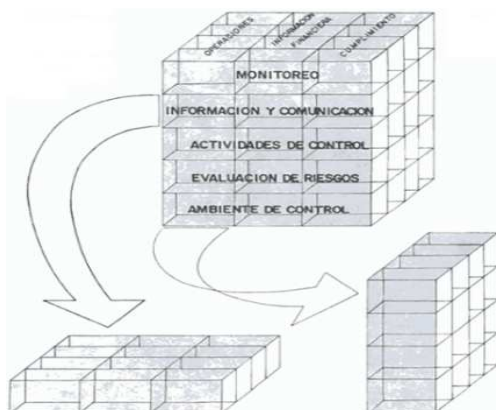 OPERACIONES
INFORMACION
FINANCIERA
CUMPLIMIENTO
MONITOREO
INFORMACION Y COMUNICACION
ACTIVIDADES DE CONTROL
EVALUACION DE RIESGOS
AMBIENTE DE CONTROL